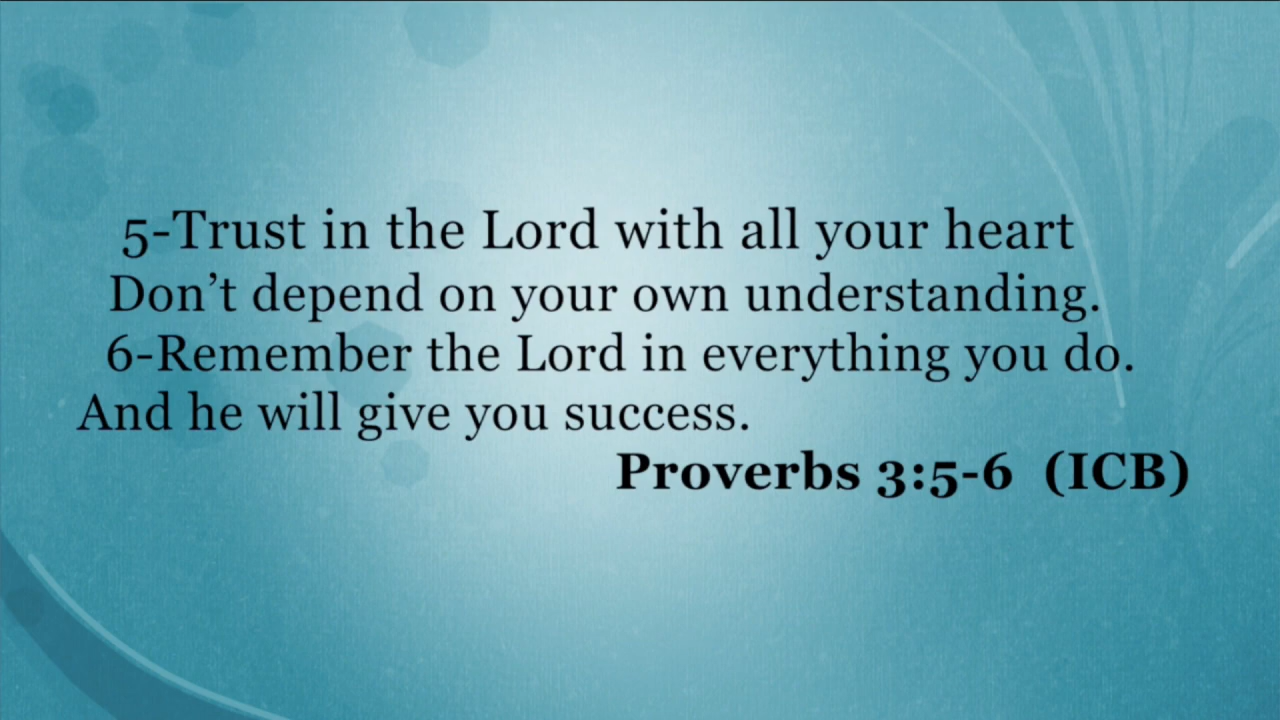 5-Trust in the Lord with all your heart
Don’t depend on your own understanding.
6-Remember the Lord in everything you do.
And he will give you success.
Proverbs 3:5-6 (ICB)